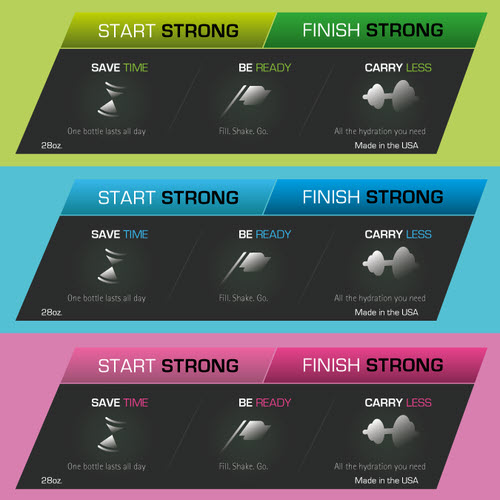 START STRONG FINISH STRONG
SAVE TIME BE READY CARRY LESS
One bottle lasts all day Fill. Shake. Go. All the hydration you need
28oz. Made in the USA
START STRONG FINISH STRONG
SAVE TIME BE READY CARRY LESS
One bottle lasts all day Fill. Shake. Go. All the hydration you need
28oz. Made in the USA
START STRONG FINISH STRONG
SAVE TIME BE READY CARRY LESS
One bottle lasts all day Fill. Shake. Go. All the hydration you need
28oz. Made in the USA